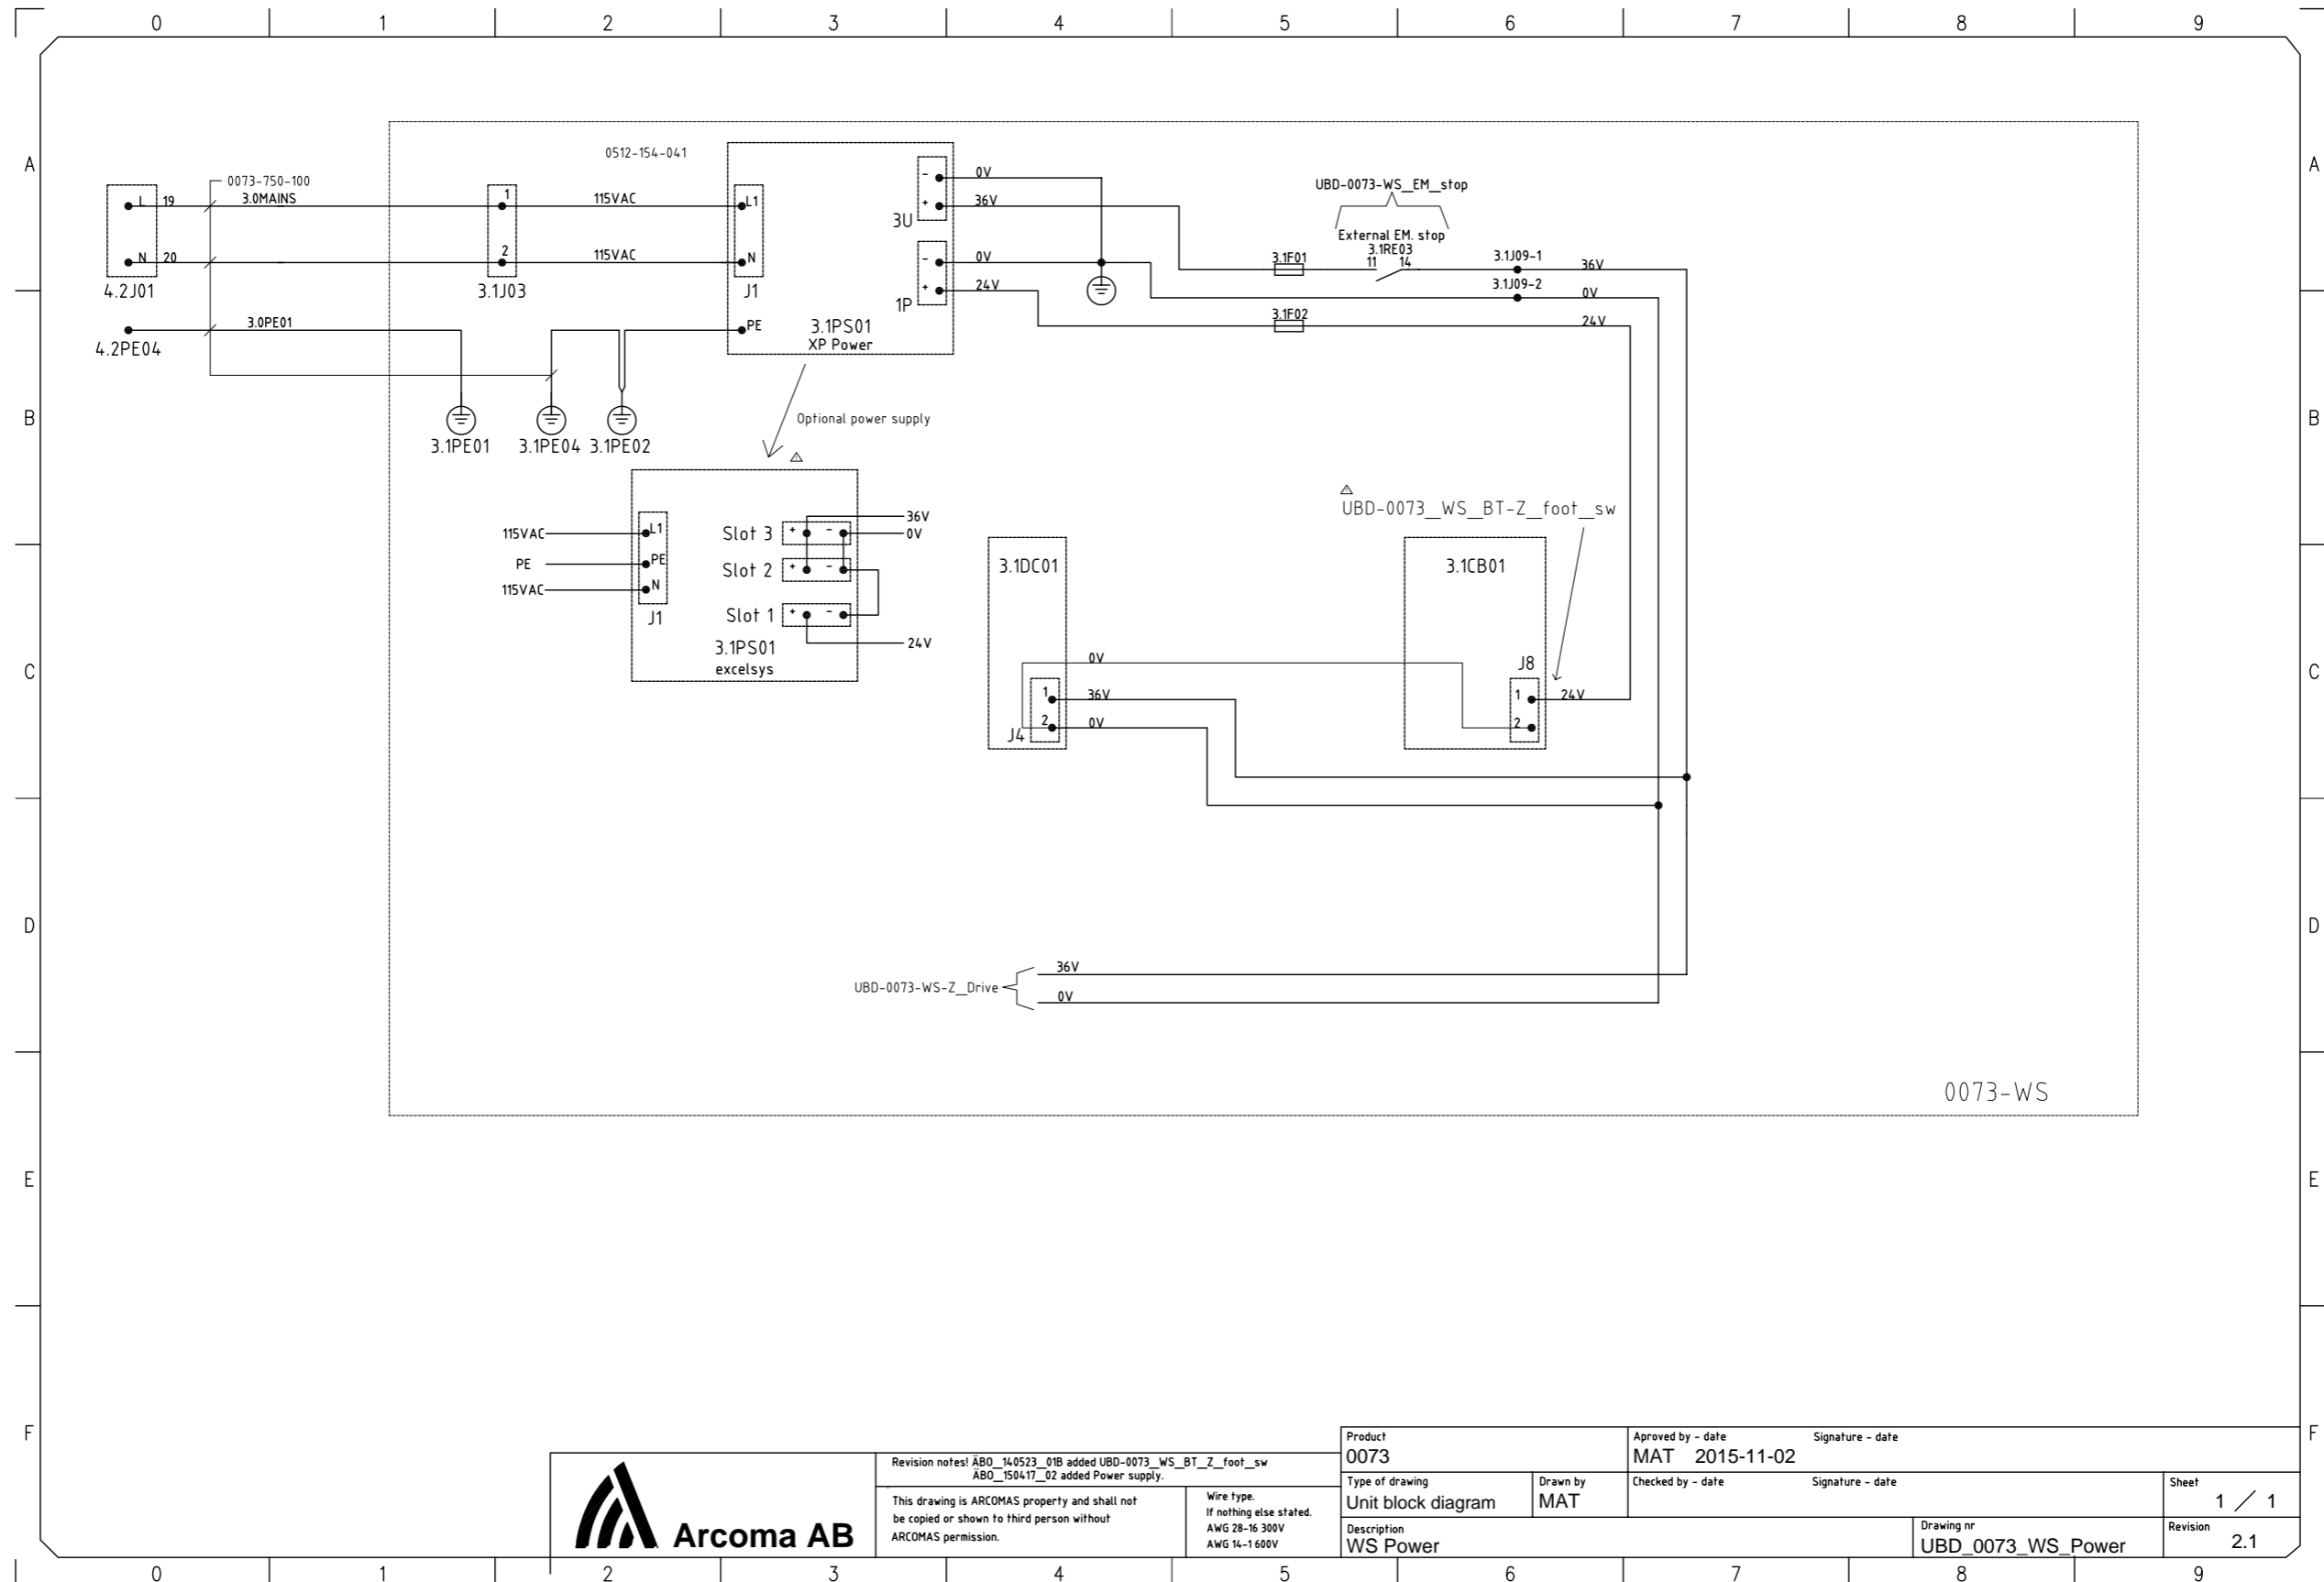 0 1 2 3 4 5 6 7 8 9
A A
0512-154-041
0073-750-100
3.0MAINS
L 19
1
115VAC
L1
- 0V
+ 36V
3U
UBD-0073-WS_EM_stop
External EM. stop
3.1RE03
11 14
N 20
2
115VAC
N
- 0V
+ 24V
1P
3.1F01
3.1J09-1
36V
3.1J09-2
0V
4.2J01
3.1J03
J1
3.0PE01
PE
3.1PS01
XP Power
3.1F02
24V
4.2PE04
B B
Optional power supply
3.1PE01 3.1PE04 3.1PE02
UBD-0073_WS_BT-Z_foot_sw
115VAC
L1
Slot 3 + -
36V
0V
PE
PE
Slot 2 + -
115VAC
N
J1
Slot 1 + -
24V
3.1PS01
excelsys
3.1DC01
3.1CB01
C C
0V
J8
1 36V
1 24V
2 0V
2
J4
D D
36V
UBD-0073-WS-Z_Drive
0V
0073-WS
E E
F F
Arcoma AB
Revision notes! ÄBO_140523_01B added UBD-0073_WS_BT_Z_foot_sw
ÄBO_150417_02 added Power supply.
This drawing is ARCOMAS property and shall not
be copied or shown to third person without
ARCOMAS permission.
Wire type.
If nothing else stated.
AWG 28-16 300V
AWG 14-1 600V
Product
0073
Aproved by - date Signature - date
MAT 2015-11-02
Type of drawing
Unit block diagram
Drawn by
MAT
Checked by - date Signature - date
Sheet
1 / 1
Description
WS Power
Drawing nr
UBD_0073_WS_Power
Revision
2.1
0 1 2 3 4 5 6 7 8 9